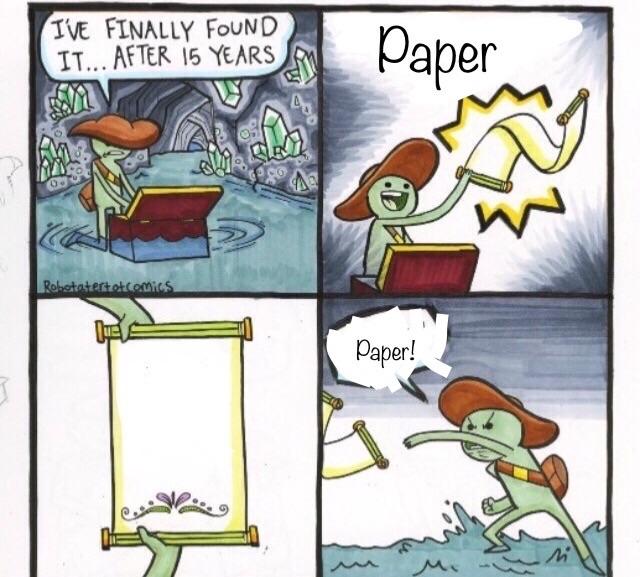 I'VE FINALLY FOUND
IT... AFTER 15 YEARS
Paper
Robotatertotcomics
Paper!